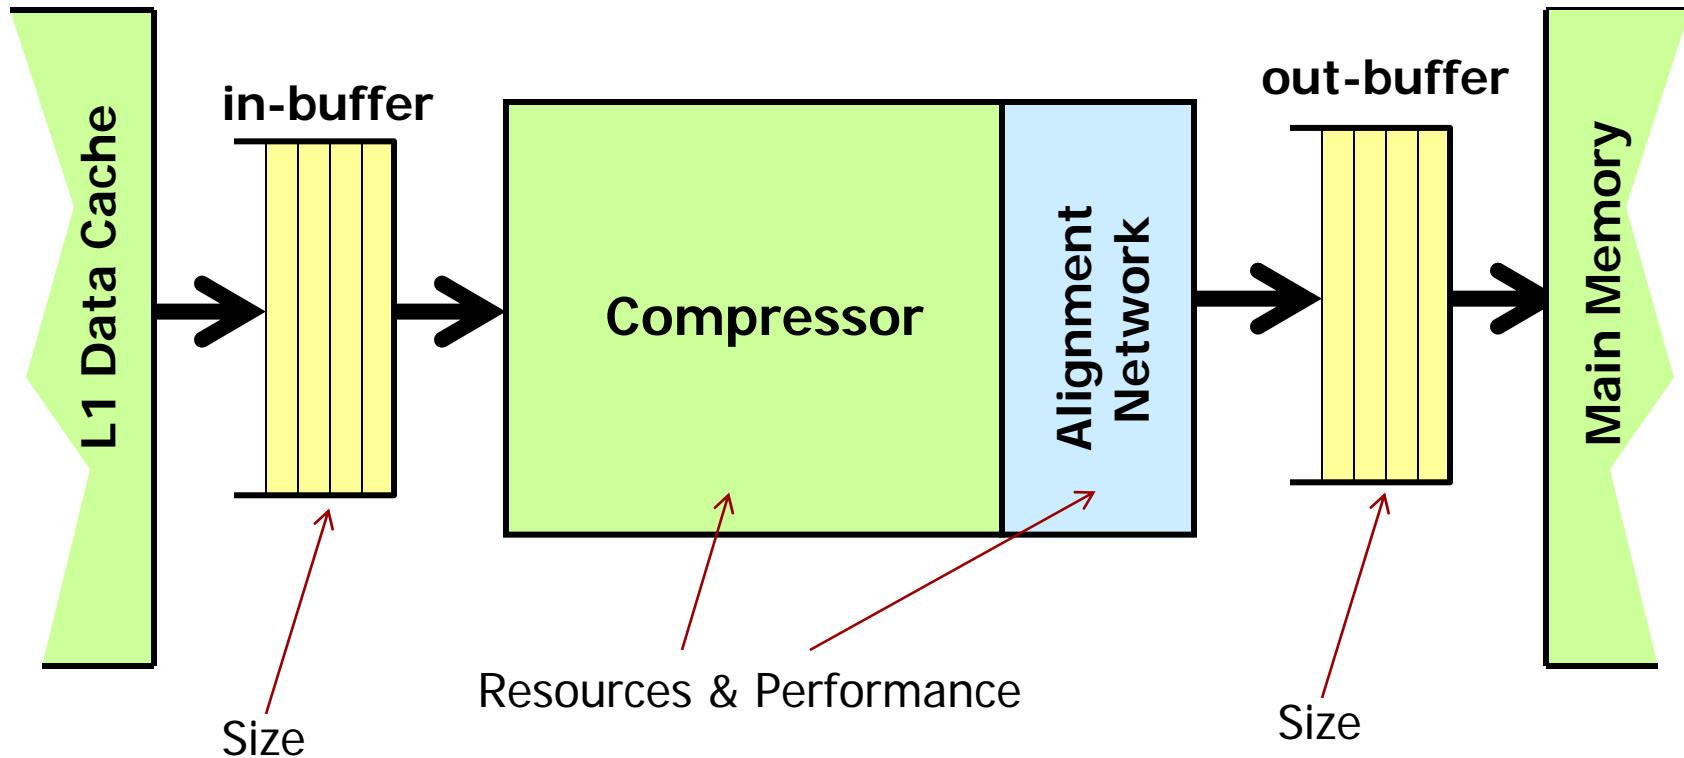 L1 Data Cache
in-buffer
Compressor
Alignment
Network
out-buffer
Main Memory
Resources & Performance
Size
Size